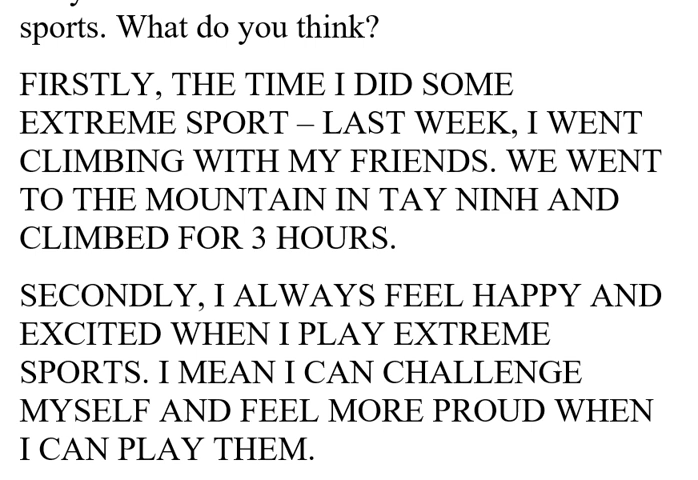 sports. What do you think?
FIRSTLY, THE TIME I DID SOME
EXTREME SPORT – LAST WEEK, I WENT
CLIMBING WITH MY FRIENDS. WE WENT
TO THE MOUNTAIN IN TAY NINH AND
CLIMBED FOR 3 HOURS.
SECONDLY, I ALWAYS FEEL HAPPY AND
EXCITED WHEN I PLAY EXTREME
SPORTS. I MEAN I CAN CHALLENGE
MYSELF AND FEEL MORE PROUD WHEN
I CAN PLAY THEM.